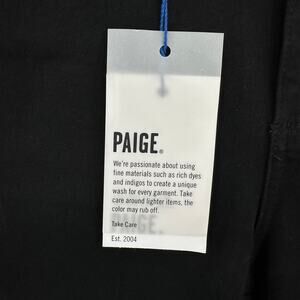 PAIGE®
We're passionate about using
fine materials such as rich dyes
and indigos to create a unique
wash for every garment. Take
care around lighter items, the
color may rub off.
PAIGE.
Take Care
Est. 2004